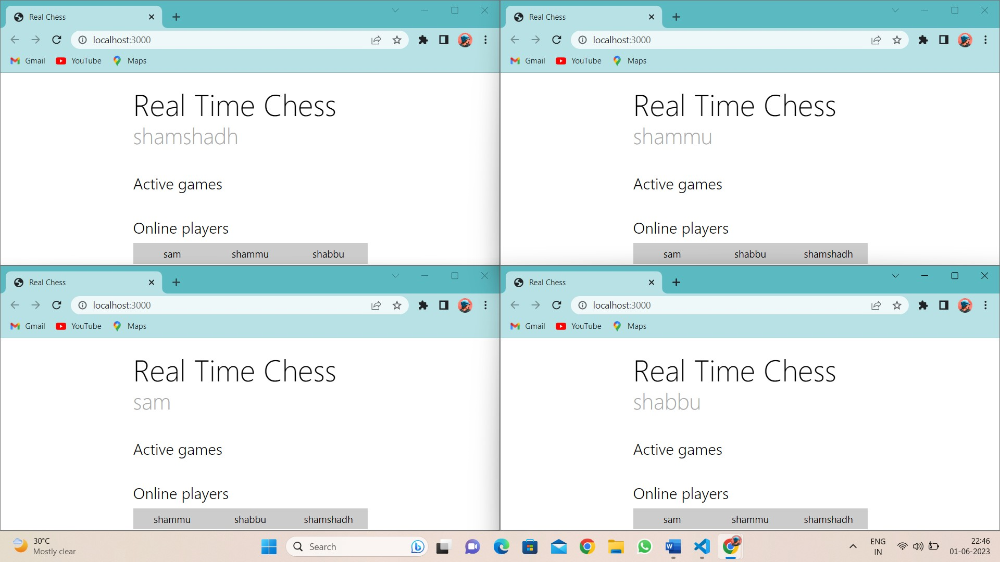 Real Chess
localhost:3000
Gmail YouTube Maps
Real Time Chess
shamshadh
Active games
Online players
sam shammu shabbu
Real Chess
localhost:3000
Gmail YouTube Maps
Real Time Chess
shammu
Active games
Online players
sam shabbu shamshadh
Real Chess
localhost:3000
Gmail YouTube Maps
Real Time Chess
sam
Active games
Online players
shammu shabbu shamshadh
Real Chess
localhost:3000
Gmail YouTube Maps
Real Time Chess
shabbu
Active games
Online players
sam shammu shamshadh
30°C
Mostly clear
Search
ENG
IN
22:46
01-06-2023